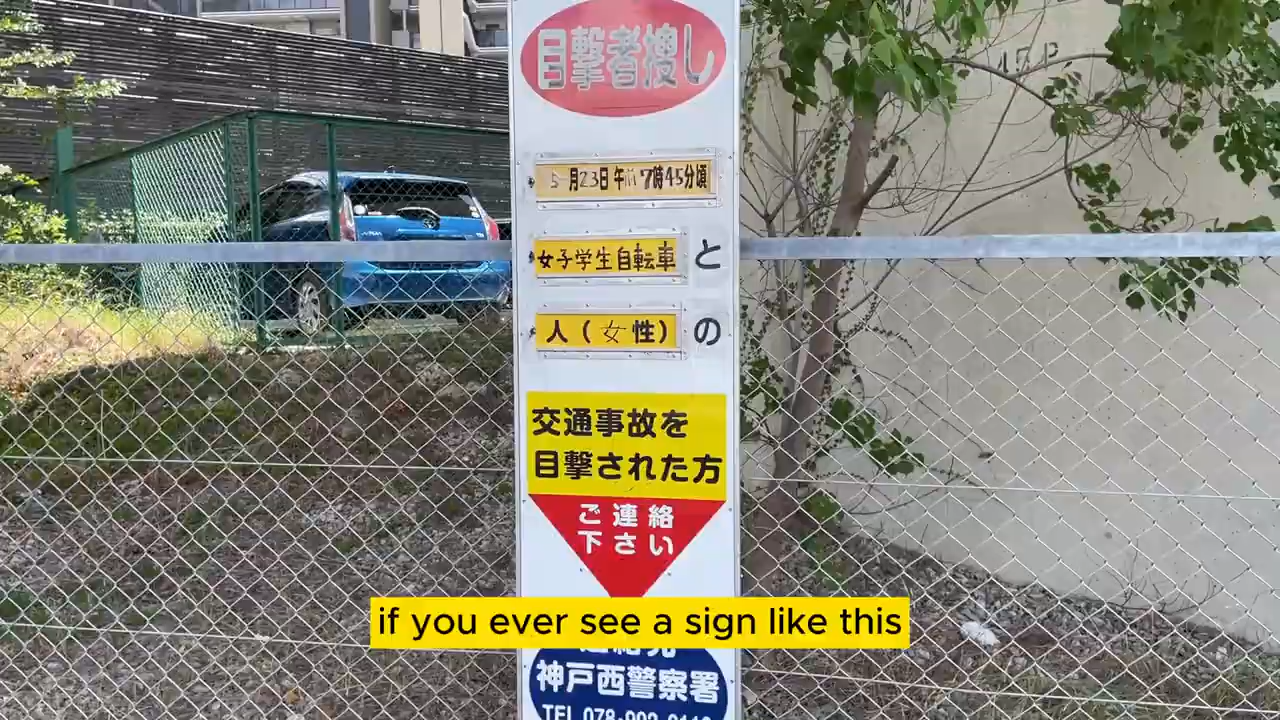 目撃者捜し
5月23日午前7時45分頃
女子学生自転車と
人(女性)の
交通事故を
目撃された方
ご連絡
下さい
if you ever see a sign like this
神戸西警察署